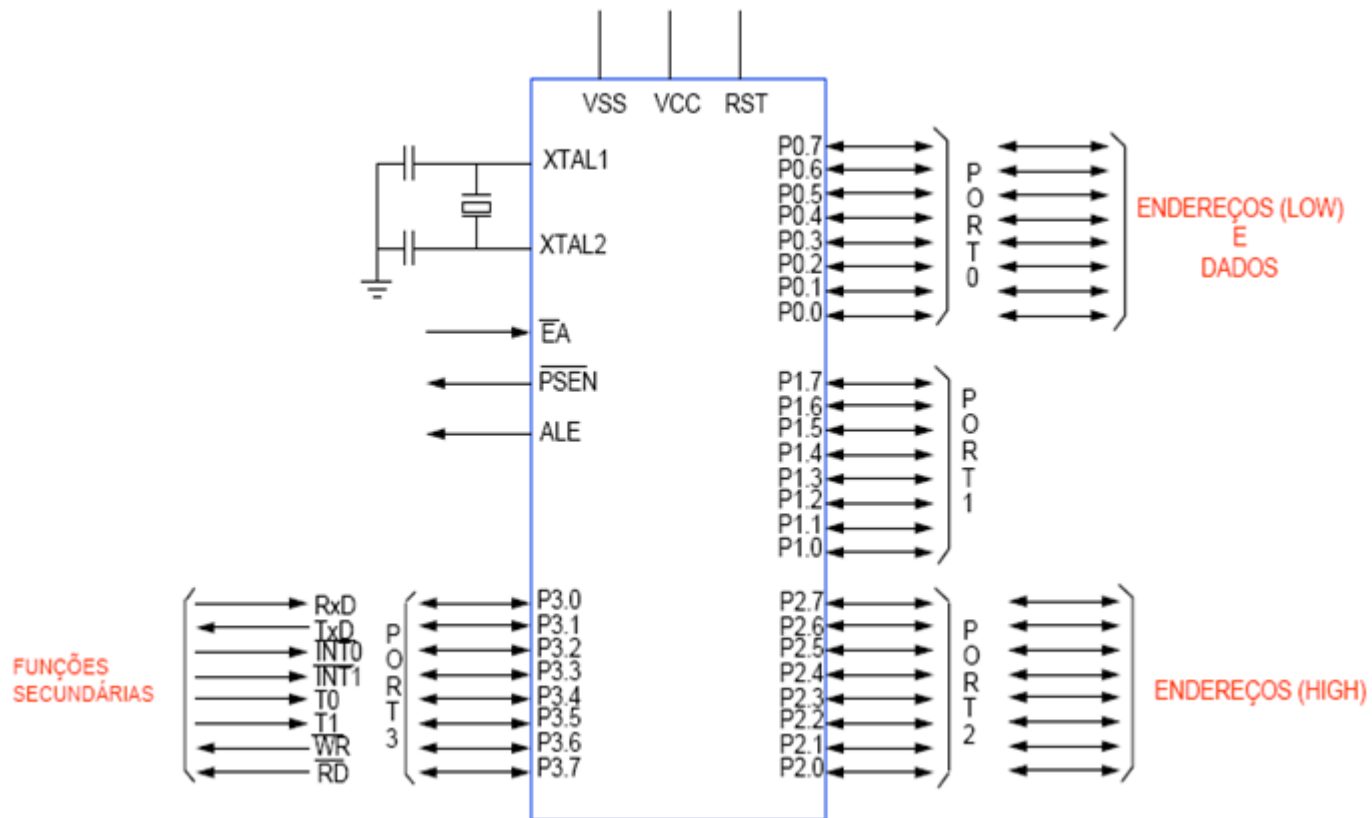 VSS VCC RST
XTAL1
XTAL2
EA
PSEN
ALE
P0.7
P0.6
P0.5
P0.4
P0.3
P0.2
P0.1
P0.0
PORT0
ENDEREÇOS (LOW)
E
DADOS
P1.7
P1.6
P1.5
P1.4
P1.3
P1.2
P1.1
P1.0
PORT1
FUNÇÕES
SECUNDÁRIAS
RxD
TxD
INT0
INT1
T0
T1
WR
RD
PORT3
P3.0
P3.1
P3.2
P3.3
P3.4
P3.5
P3.6
P3.7
P2.7
P2.6
P2.5
P2.4
P2.3
P2.2
P2.1
P2.0
PORT2
ENDEREÇOS (HIGH)